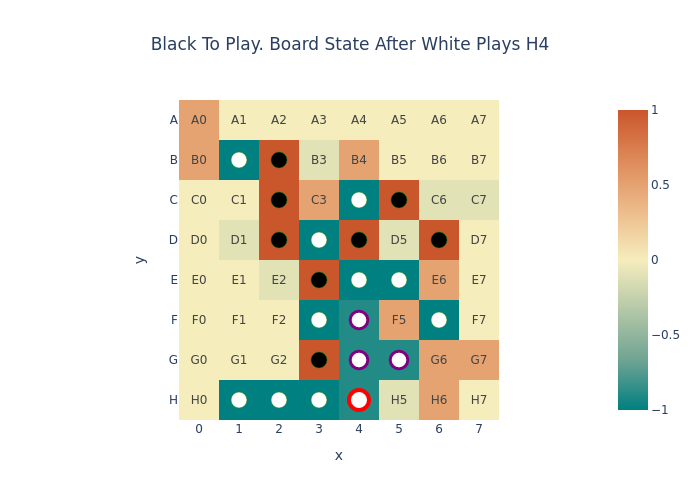 Black To Play. Board State After White Plays H4
A A0 A1 A2 A3 A4 A5 A6 A7
B B0 B3 B4 B5 B6 B7
C C0 C1 C3 C6 C7
D D0 D1 D5 D7
E E0 E1 E2 E6 E7
F F0 F1 F2 F5 F7
G G0 G1 G2 G6 G7
H H0 H5 H6 H7
0 1 2 3 4 5 6 7
x
y
1
0.5
0
−0.5
−1